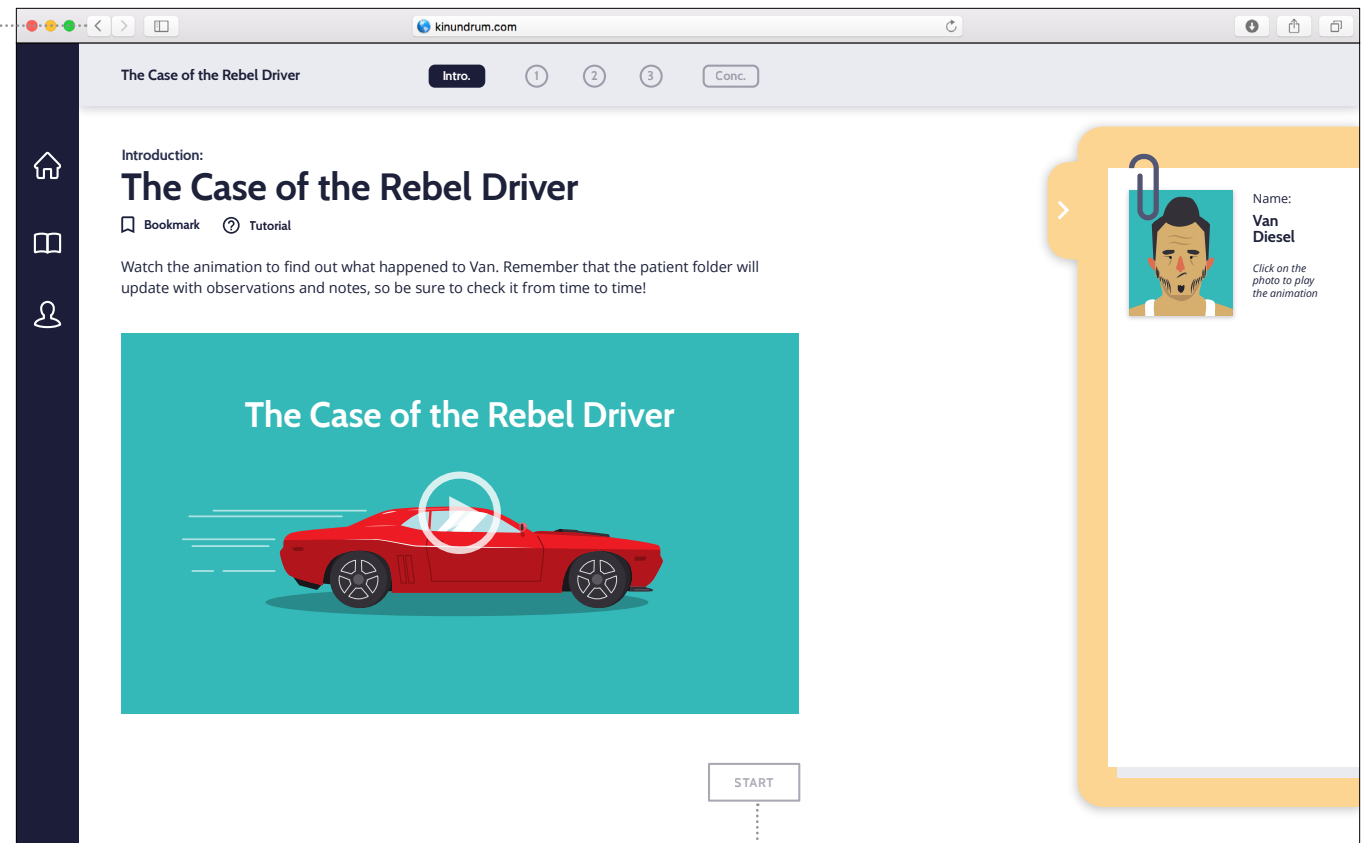 kinundrum.com
The Case of the Rebel Driver
Intro.
1
2
3
Conc.
Introduction:
The Case of the Rebel Driver
Bookmark
? Tutorial
Watch the animation to find out what happened to Van. Remember that the patient folder will
update with observations and notes, so be sure to check it from time to time!
The Case of the Rebel Driver
START
Name:
Van
Diesel
Click on the
photo to play
the animation